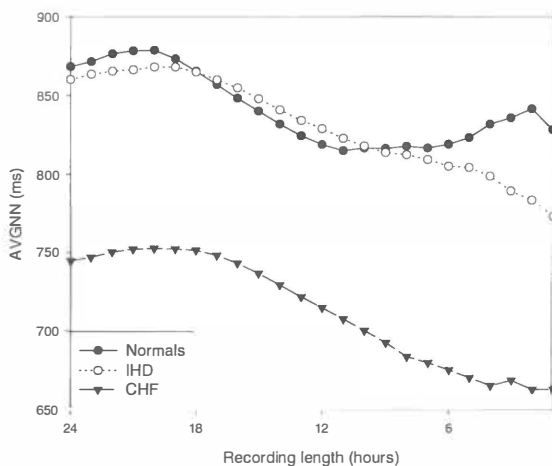 900
850
800
750
700
650
AVGNN (ms)
Normals
IHD
CHF
24
18
12
6
Recording length (hours)